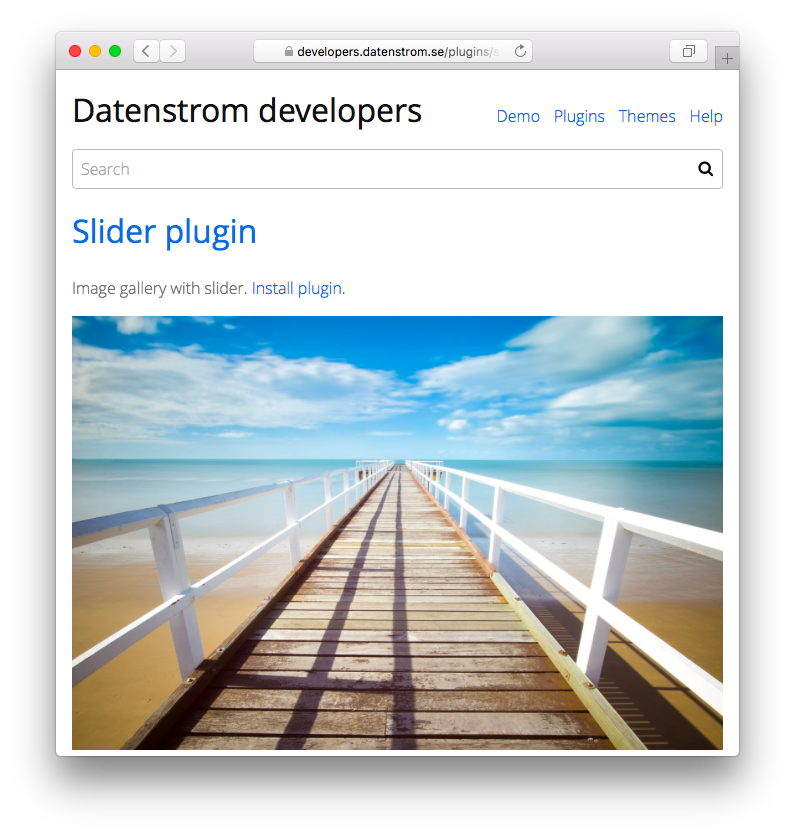 developers.datenstrom.se/plugins/s
Datenstrom developers
Demo Plugins Themes Help
Search
Slider plugin
Image gallery with slider. Install plugin.